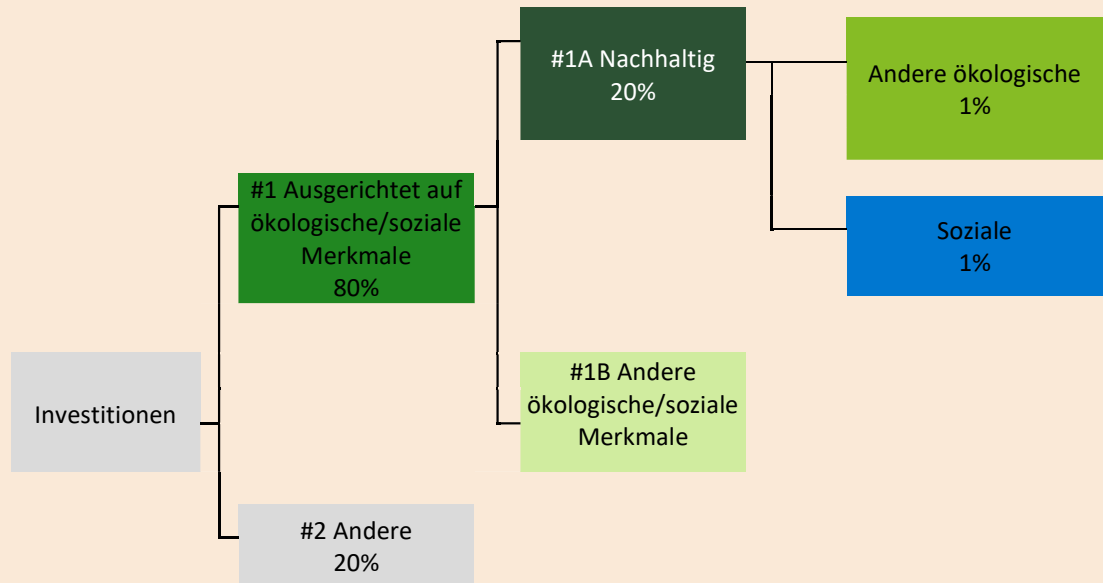 #1A Nachhaltig
20%
Andere ökologische
1%
#1 Ausgerichtet auf
ökologische/soziale
Merkmale
80%
Soziale
1%
Investitionen
#1B Andere
ökologische/soziale
Merkmale
#2 Andere
20%